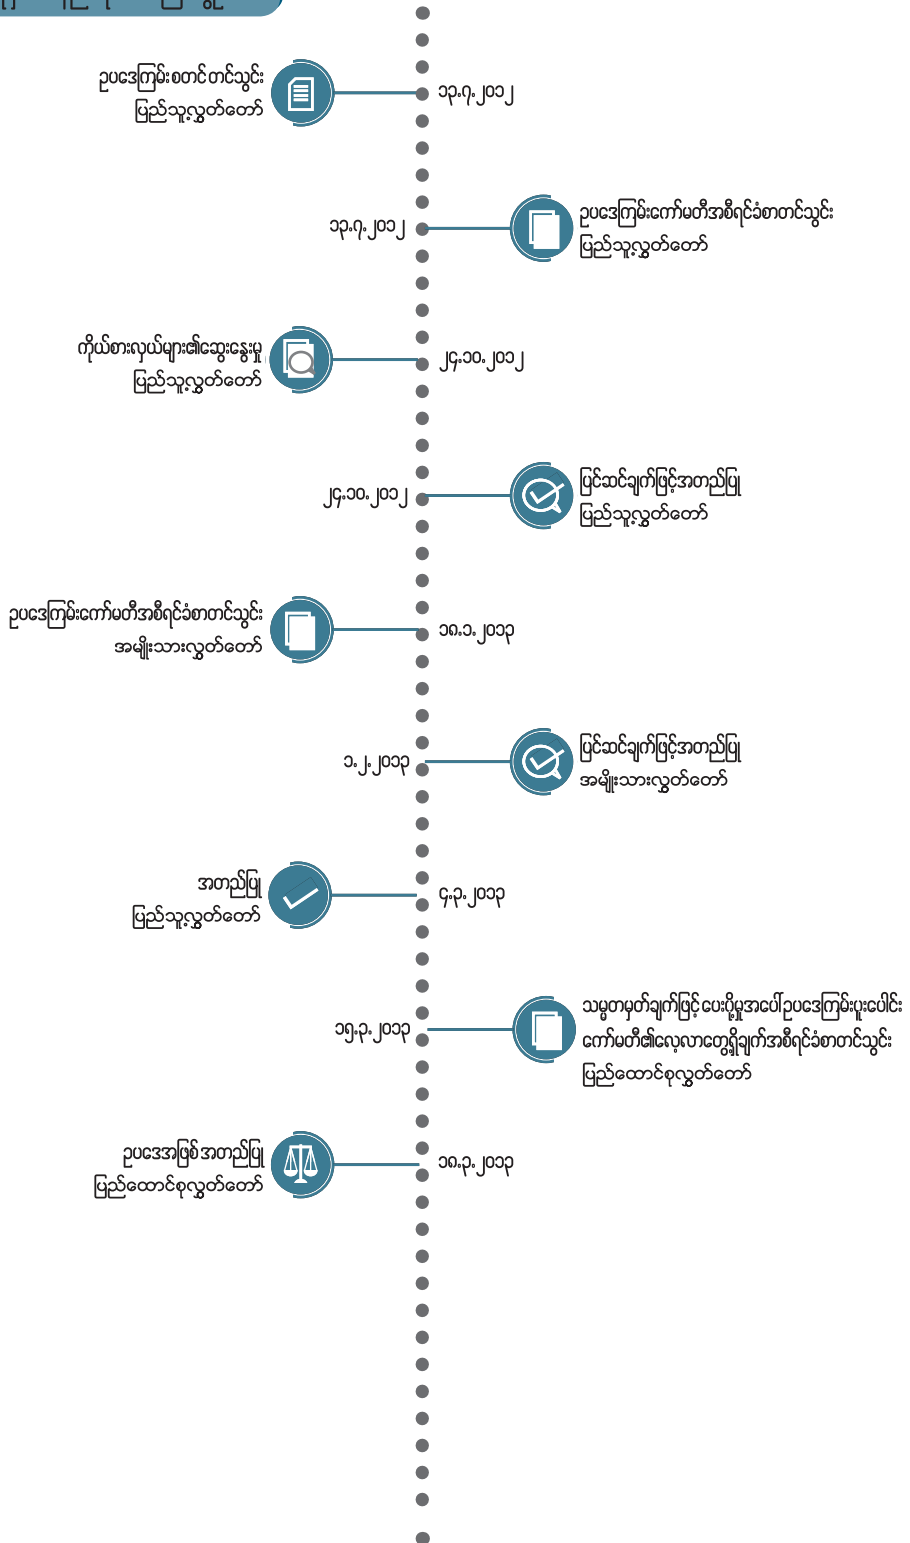 ဥပဒေကြမ်းစတင်တင်သွင်း
ပြည်သူ့လွှတ်တော်
၁၃.၇.၂၀၁၂
၁၃.၇.၂၀၁၂
ဥပဒေကြမ်းကော်မတီအစီရင်ခံစာတင်သွင်း
ပြည်သူ့လွှတ်တော်
ကိုယ်စားလှယ်များ၏ဆွေးနွေးမှု
ပြည်သူ့လွှတ်တော်
၂၄.၁၀.၂၀၁၂
၂၄.၁၀.၂၀၁၂
ပြင်ဆင်ချက်ဖြင့်အတည်ပြု
ပြည်သူ့လွှတ်တော်
ဥပဒေကြမ်းကော်မတီအစီရင်ခံစာတင်သွင်း
အမျိုးသားလွှတ်တော်
၁၈.၁.၂၀၁၃
၁.၂.၂၀၁၃
ပြင်ဆင်ချက်ဖြင့်အတည်ပြု
အမျိုးသားလွှတ်တော်
အတည်ပြု
ပြည်သူ့လွှတ်တော်
၄.၃.၂၀၁၃
၁၅.၃.၂၀၁၃
သမ္မတမှတ်ချက်ဖြင့် ပေးပို့မှုအပေါ် ဥပဒေကြမ်းပူးပေါင်း
ကော်မတီ၏လေ့လာတွေ့ရှိချက်အစီရင်ခံစာတင်သွင်း
ပြည်ထောင်စုလွှတ်တော်
ဥပဒေအဖြစ် အတည်ပြု
ပြည်ထောင်စုလွှတ်တော်
၁၈.၃.၂၀၁၃